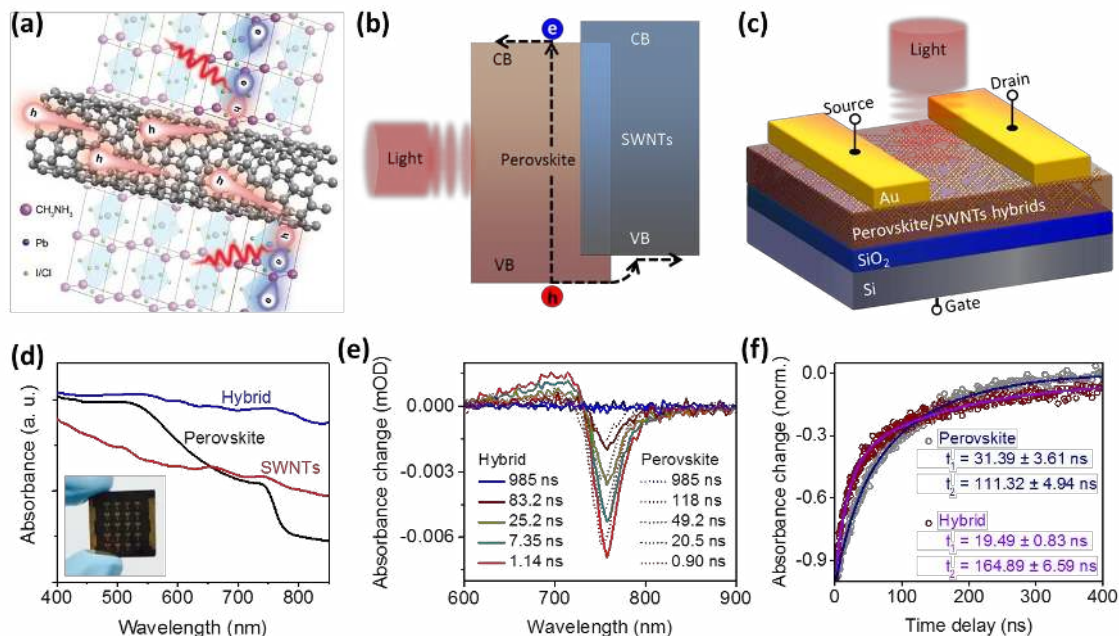 (a)
h
h
h
h
h
h
e
e
e
e
CH₃NH₃
Pb
I/Cl
(b)
e
CB
CB
Light
Perovskite
SWNTs
VB
VB
h
(c)
Light
Drain
Source
Au
Perovskite/SWNTs hybrids
SiO₂
Si
Gate
(d)
Absorbance (a. u.)
Hybrid
Perovskite
SWNTs
400 500 600 700 800
Wavelength (nm)
(e)
Absorbance change (mOD)
0.000
-0.003
-0.006
Hybrid Perovskite
985 ns 985 ns
83.2 ns 118 ns
25.2 ns 49.2 ns
7.35 ns 20.5 ns
1.14 ns 0.90 ns
600 700 800 900
Wavelength (nm)
(f)
Absorbance change (norm.)
0.0
-0.3
-0.6
-0.9
Perovskite
t₁ = 31.39 ± 3.61 ns
t₂ = 111.32 ± 4.94 ns
Hybrid
t₁ = 19.49 ± 0.83 ns
t₂ = 164.89 ± 6.59 ns
0 100 200 300 400
Time delay (ns)